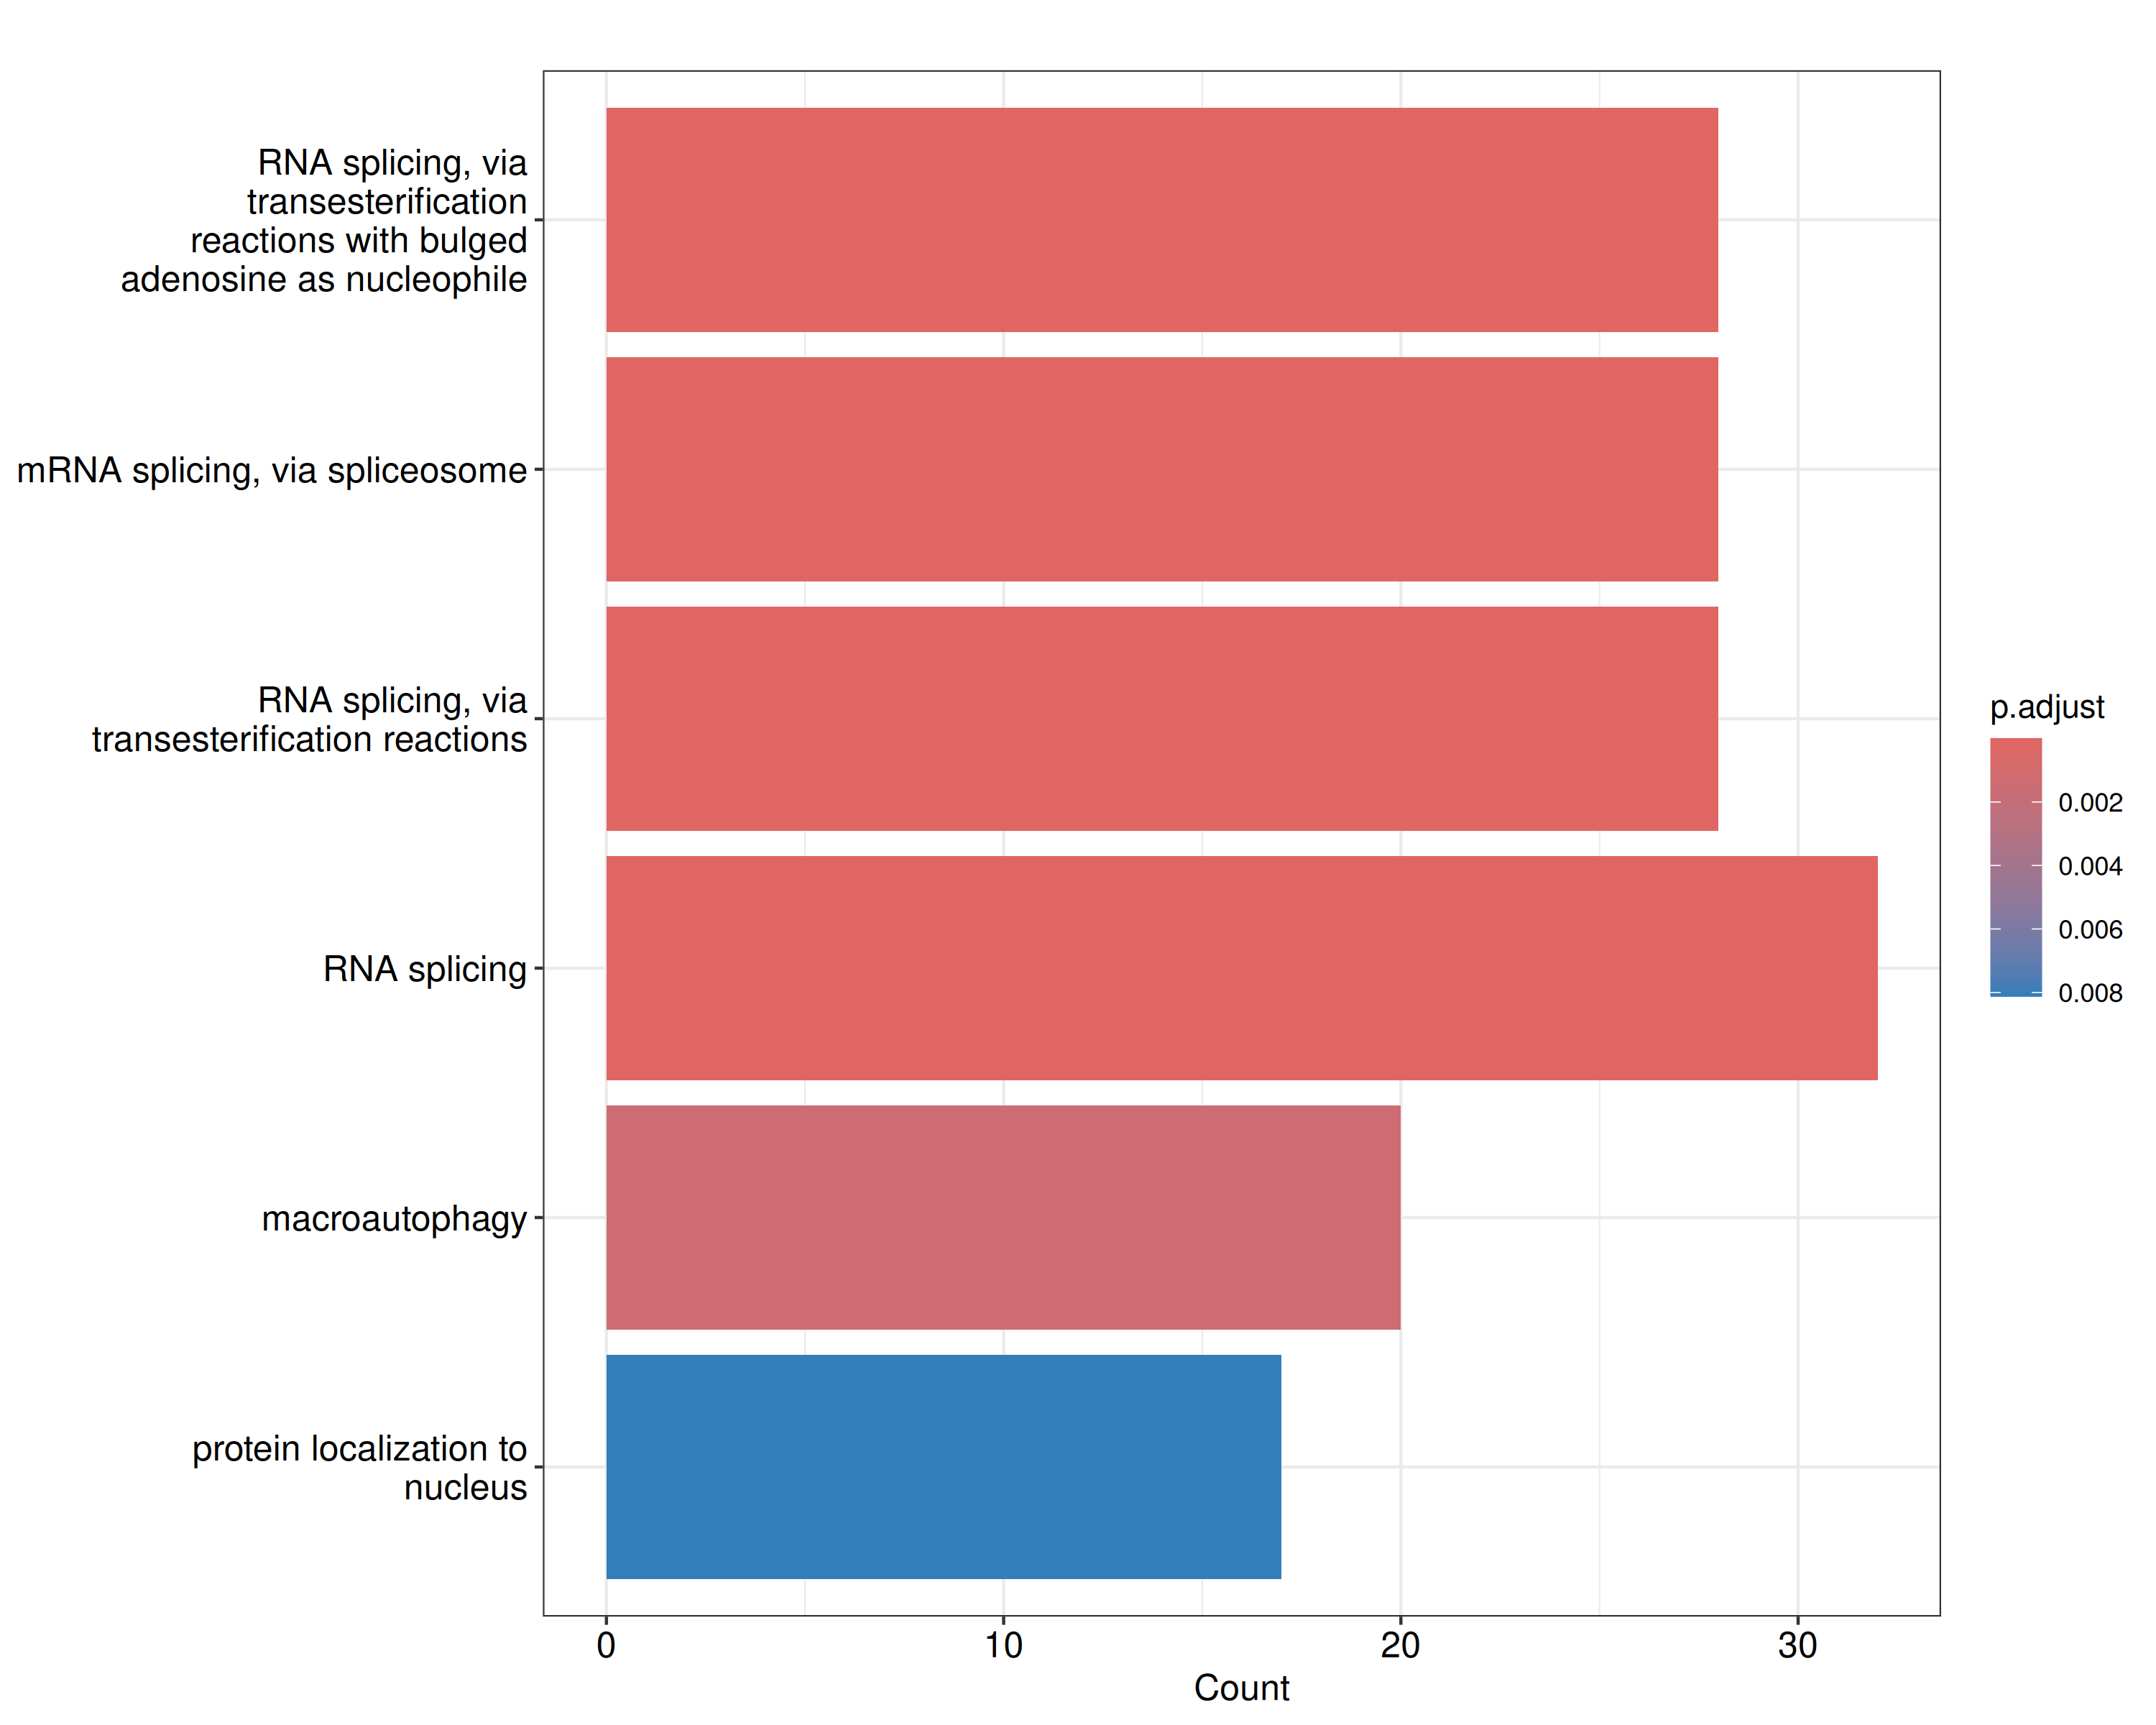 RNA splicing, via
transesterification
reactions with bulged
adenosine as nucleophile
mRNA splicing, via spliceosome
RNA splicing, via
transesterification reactions
RNA splicing
macroautophagy
protein localization to
nucleus
0
10
20
30
Count
p.adjust
0.002
0.004
0.006
0.008